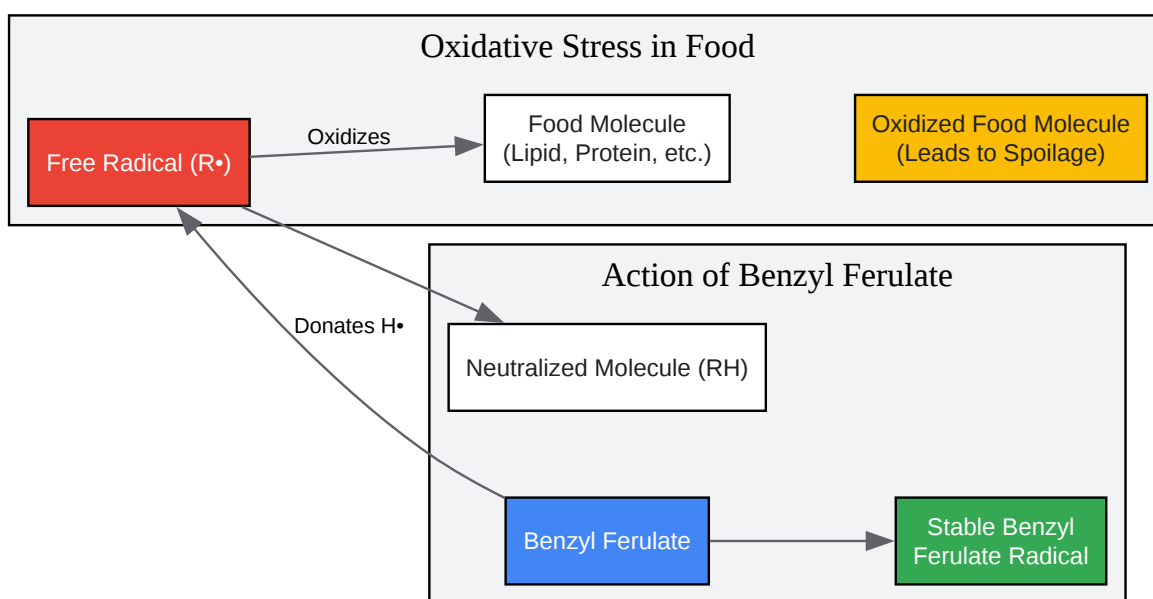 Oxidative Stress in Food
Free Radical (R•)
Oxidizes
Food Molecule
(Lipid, Protein, etc.)
Oxidized Food Molecule
(Leads to Spoilage)
Action of Benzyl Ferulate
Donates H•
Neutralized Molecule (RH)
Benzyl Ferulate
Stable Benzyl
Ferulate Radical